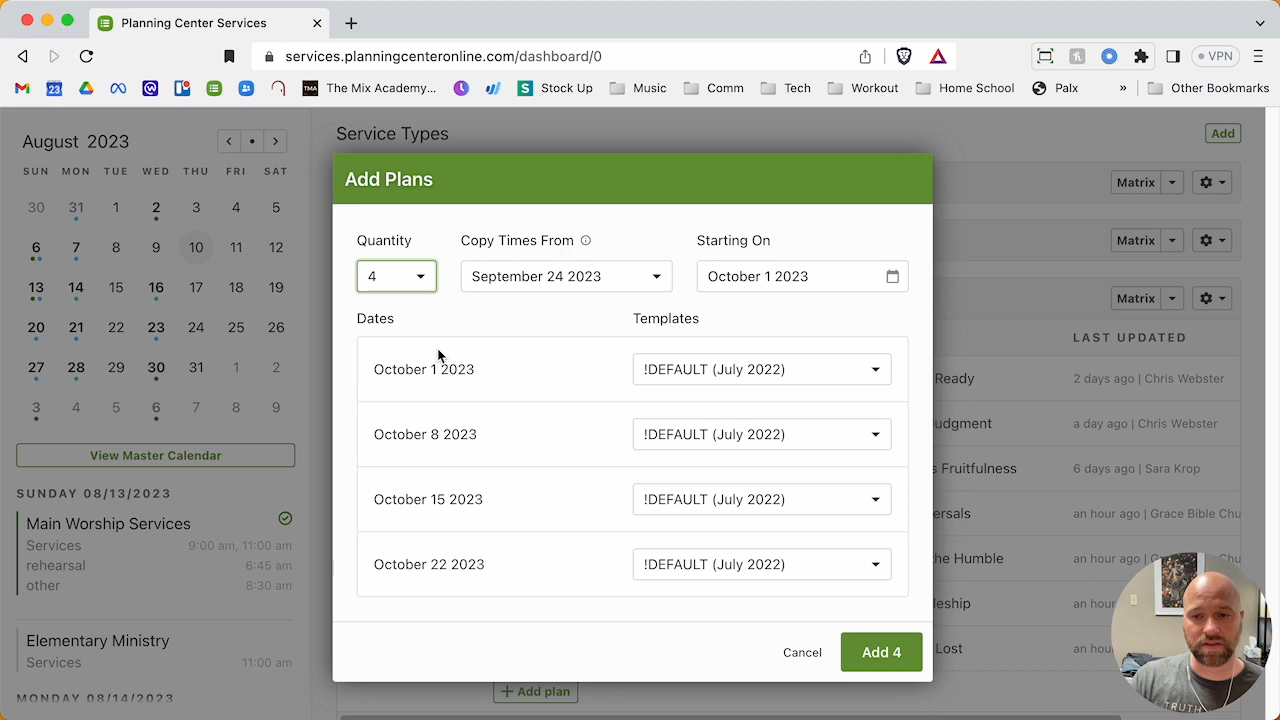 Planning Center Services
services.planningcenteronline.com/dashboard/0
VPN
23
TMA The Mix Academy...
S Stock Up
Music
Comm
Tech
Workout
Home School
Palx
»
Other Bookmarks
August 2023
SUN MON TUE WED THU FRI SAT
30 31 1 2 3 4 5
6 7 8 9 10 11 12
13 14 15 16 17 18 19
20 21 22 23 24 25 26
27 28 29 30 31 1 2
3 4 5 6 7 8 9
View Master Calendar
SUNDAY 08/13/2023
Main Worship Services
Services 9:00 am, 11:00 am
rehearsal 6:45 am
other 8:30 am
Elementary Ministry
Services 11:00 am
MONDAY 08/14/2023
Service Types
Add
Matrix
Matrix
Matrix
LAST UPDATED
Ready 2 days ago | Chris Webster
udgment a day ago | Chris Webster
s Fruitfulness 6 days ago | Sara Krop
ersals an hour ago | Grace Bible Chu
the Humble an hour ago | Grace Bible Chu
leship an hou
Lost an hou
+ Add plan
Add Plans
Quantity Copy Times From Starting On
4 September 24 2023 October 1 2023
Dates Templates
October 1 2023 !DEFAULT (July 2022)
October 8 2023 !DEFAULT (July 2022)
October 15 2023 !DEFAULT (July 2022)
October 22 2023 !DEFAULT (July 2022)
Cancel Add 4
TRUTH